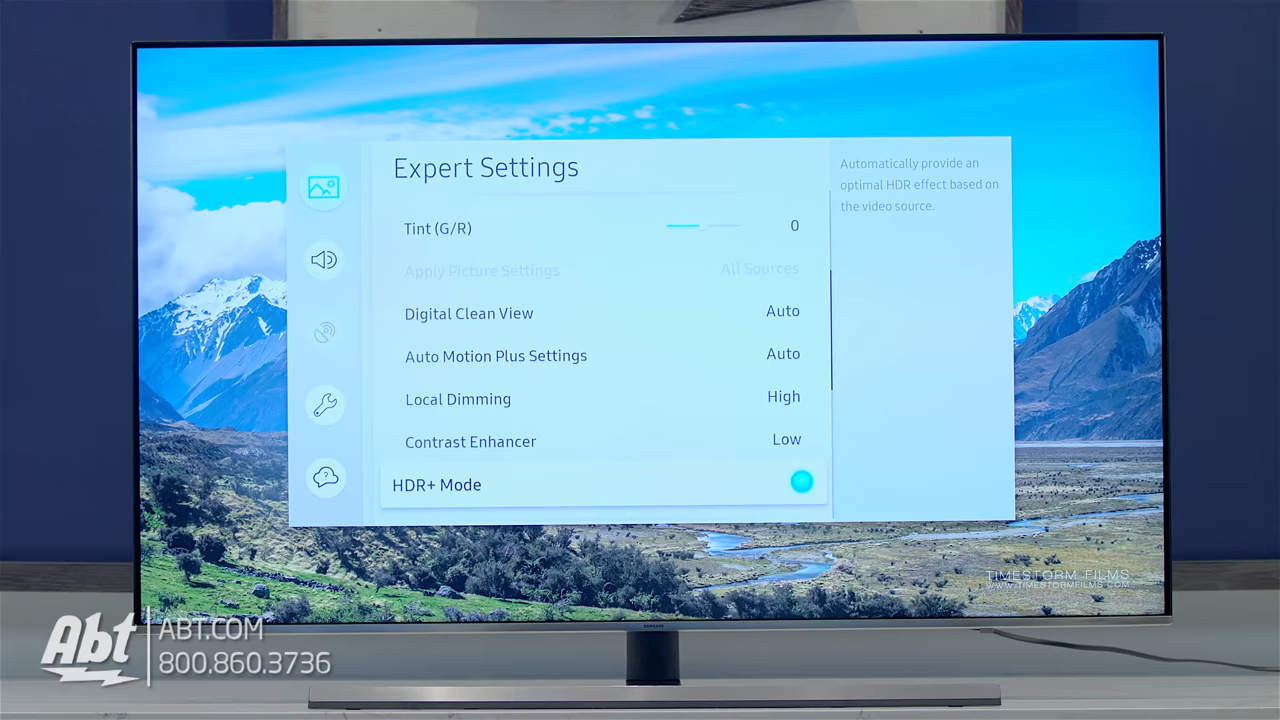 Expert Settings
Tint (G/R) 0
Apply Picture Settings All Sources
Digital Clean View Auto
Auto Motion Plus Settings Auto
Local Dimming High
Contrast Enhancer Low
HDR+ Mode
Automatically provide an
optimal HDR effect based on
the video source.
?
TIMESTORM FILMS
WWW.TIMESTORMFILMS.COM
SAMSUNG
Abt
ABT.COM
800.860.3736